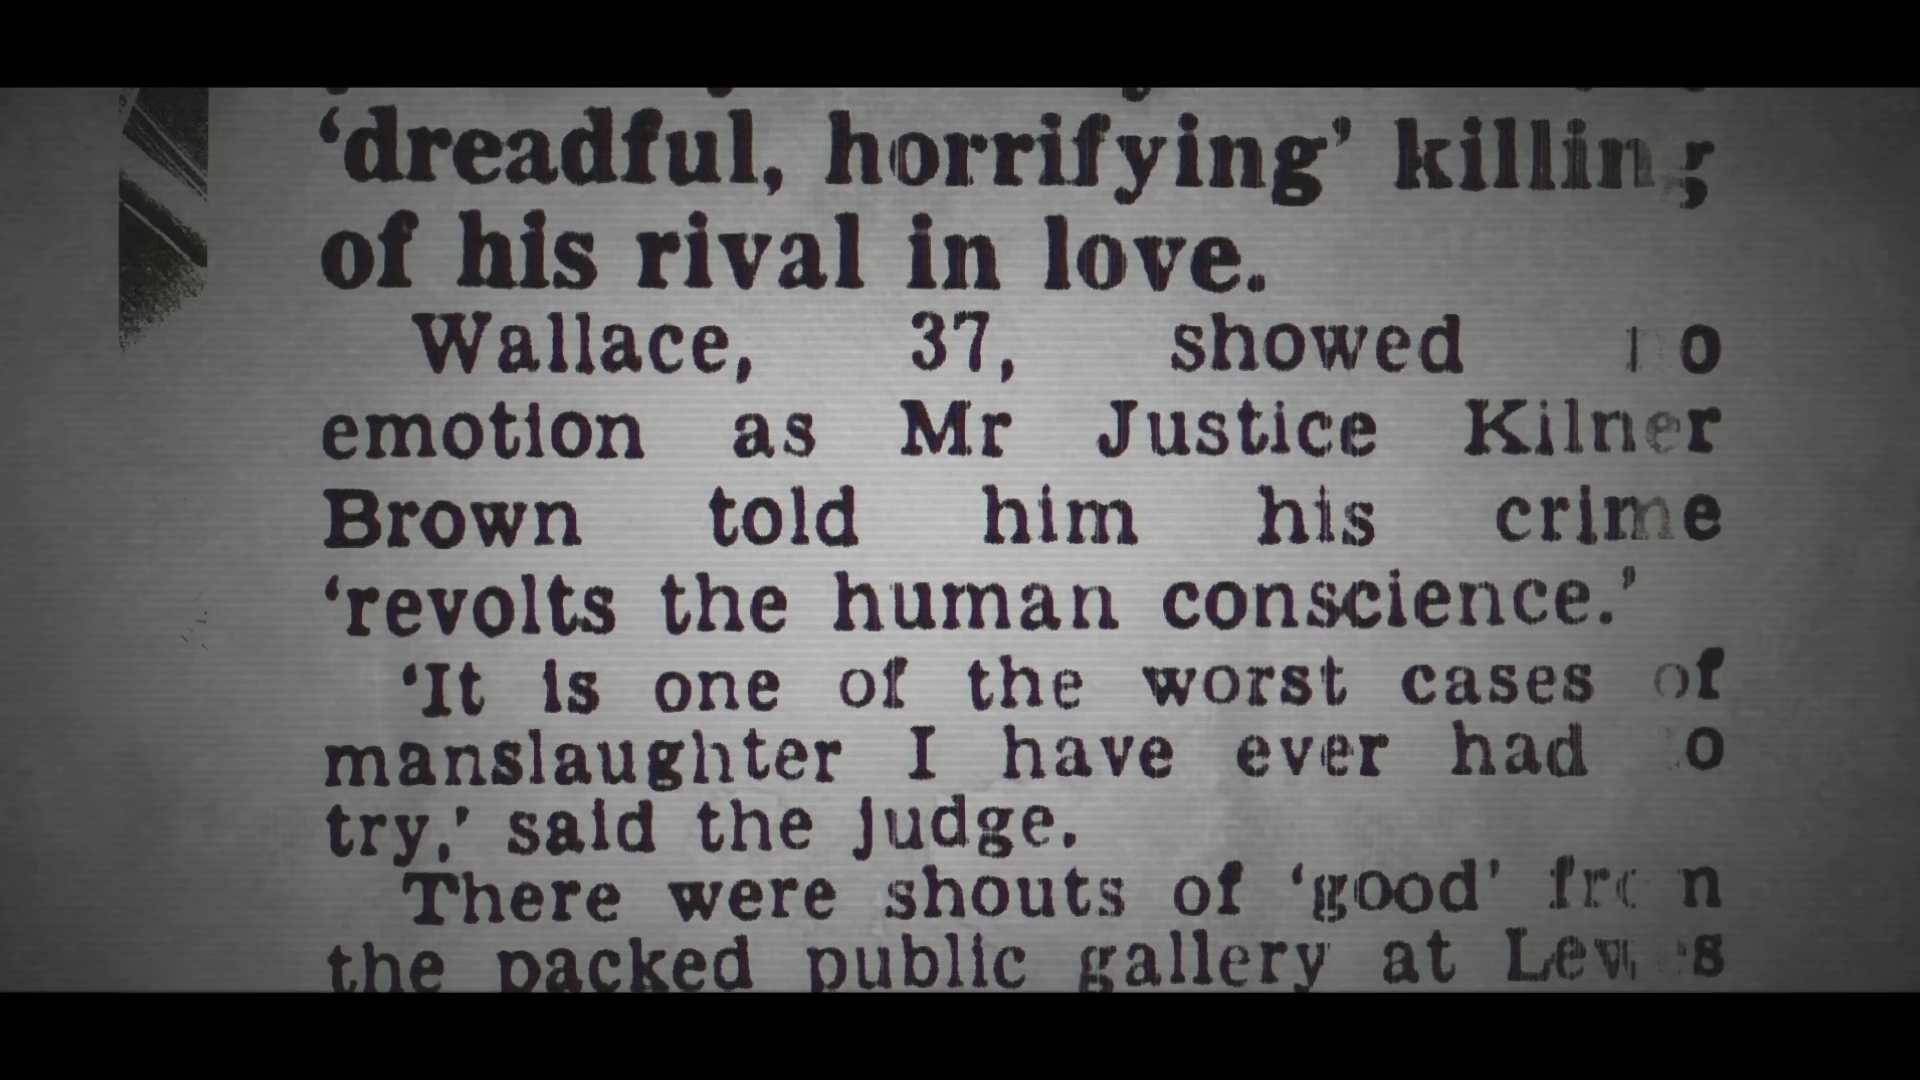 ‘dreadful, horrifying’ killing
of his rival in love.
Wallace, 37, showed no
emotion as Mr Justice Kilner
Brown told him his crime
‘revolts the human conscience.’
‘It is one of the worst cases of
manslaughter I have ever had to
try,’ said the judge.
There were shouts of ‘good’ from
the packed public gallery at Lewes